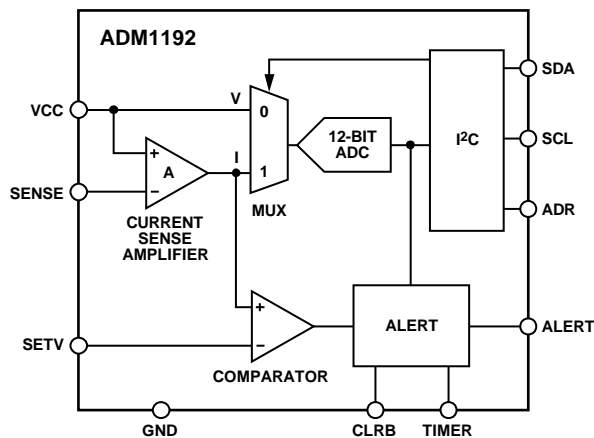 ADM1192
VCC
SENSE
SETV
GND
CLRB
TIMER
SDA
SCL
ADR
ALERT
V
I
0
1
MUX
12-BIT
ADC
I²C
+
A
–
CURRENT
SENSE
AMPLIFIER
+
–
COMPARATOR
ALERT